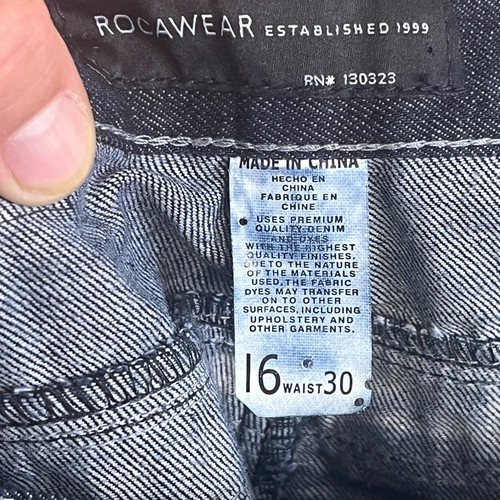 ROCAWEAR ESTABLISHED 1999
RN# 130323
MADE IN CHINA
HECHO EN
CHINA
FABRIQUE EN
CHINE
USES PREMIUM
QUALITY DENIM
AND DYES
WITH THE HIGHEST
QUALITY FINISHES.
DUE TO THE NATURE
OF THE MATERIALS
USED, THE FABRIC
DYES MAY TRANSFER
ON TO OTHER
SURFACES, INCLUDING
UPHOLSTERY AND
OTHER GARMENTS.
16 WAIST 30